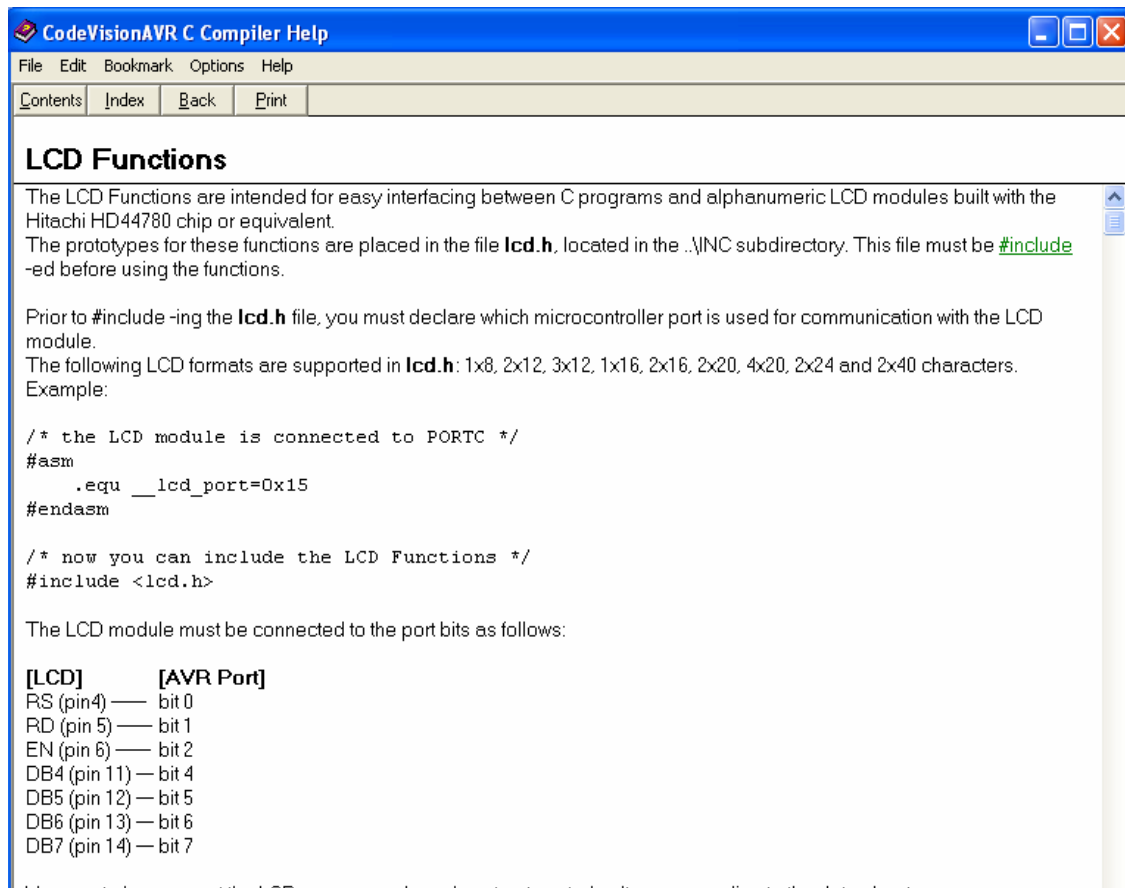 CodeVisionAVR C Compiler Help
File Edit Bookmark Options Help
Contents Index Back Print
LCD Functions
The LCD Functions are intended for easy interfacing between C programs and alphanumeric LCD modules built with the
Hitachi HD44780 chip or equivalent.
The prototypes for these functions are placed in the file lcd.h, located in the ..\INC subdirectory. This file must be #include
-ed before using the functions.
Prior to #include -ing the lcd.h file, you must declare which microcontroller port is used for communication with the LCD
module.
The following LCD formats are supported in lcd.h: 1x8, 2x12, 3x12, 1x16, 2x16, 2x20, 4x20, 2x24 and 2x40 characters.
Example:
/* the LCD module is connected to PORTC */
#asm
.equ __lcd_port=0x15
#endasm
/* now you can include the LCD Functions */
#include <lcd.h>
The LCD module must be connected to the port bits as follows:
[LCD] [AVR Port]
RS (pin4) —— bit 0
RD (pin 5) —— bit 1
EN (pin 6) —— bit 2
DB4 (pin 11) — bit 4
DB5 (pin 12) — bit 5
DB6 (pin 13) — bit 6
DB7 (pin 14) — bit 7